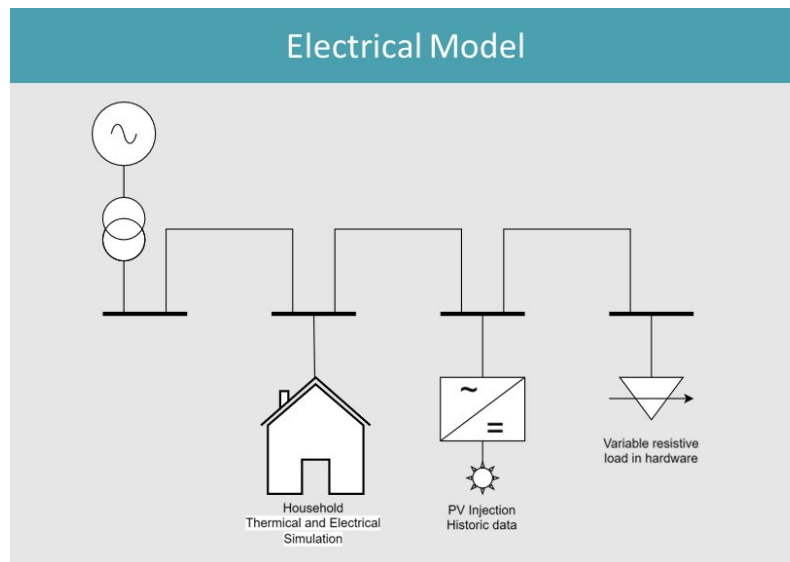 Electrical Model
Household
Thermical and Electrical
Simulation
PV Injection
Historic data
Variable resistive
load in hardware